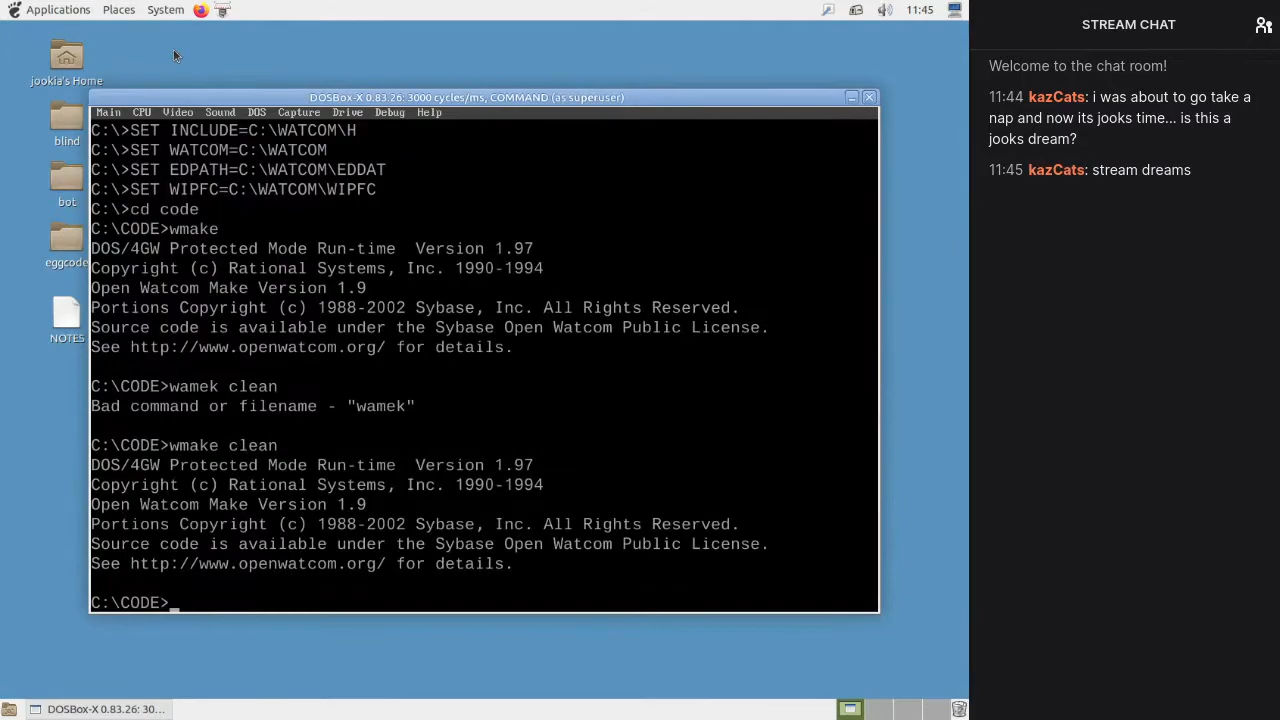 Applications Places System 11:45
jookia's Home
blind
bot
eggcode
NOTES
DOSBox-X 0.83.26: 3000 cycles/ms, COMMAND (as superuser)
Main CPU Video Sound DOS Capture Drive Debug Help
C:\>SET INCLUDE=C:\WATCOM\H
C:\>SET WATCOM=C:\WATCOM
C:\>SET EDPATH=C:\WATCOM\EDDAT
C:\>SET WIPFC=C:\WATCOM\WIPFC
C:\>cd code
C:\CODE>wmake
DOS/4GW Protected Mode Run-time  Version 1.97
Copyright (c) Rational Systems, Inc. 1990-1994
Open Watcom Make Version 1.9
Portions Copyright (c) 1988-2002 Sybase, Inc. All Rights Reserved.
Source code is available under the Sybase Open Watcom Public License.
See http://www.openwatcom.org/ for details.
C:\CODE>wamek clean
Bad command or filename - "wamek"
C:\CODE>wmake clean
DOS/4GW Protected Mode Run-time  Version 1.97
Copyright (c) Rational Systems, Inc. 1990-1994
Open Watcom Make Version 1.9
Portions Copyright (c) 1988-2002 Sybase, Inc. All Rights Reserved.
Source code is available under the Sybase Open Watcom Public License.
See http://www.openwatcom.org/ for details.
C:\CODE>_
DOSBox-X 0.83.26: 30...
STREAM CHAT
Welcome to the chat room!
11:44 kazCats: i was about to go take a
nap and now its jooks time... is this a
jooks dream?
11:45 kazCats: stream dreams